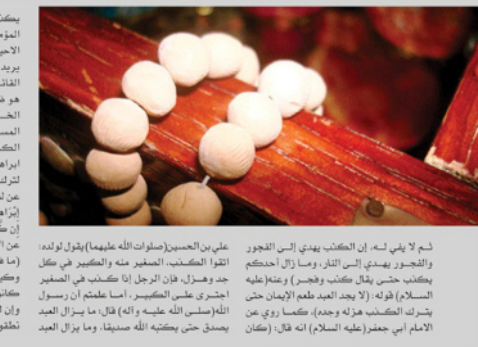 ثم لا يفي له، إن الكذب يهدي إلى الفجور
والفجور يهدي إلى النار، وما زال أحدكم
يكذب حتى يقال كذب وفجر) وعنه(عليه
السلام) قوله: (لا يجد العبد طعم الإيمان حتى
يترك الكذب هزله وجده)، كما روي عن
الامام أبي جعفر(عليه السلام) انه قال: (كان
علي بن الحسين(صلوات الله عليهما) يقول لولده:
اتقوا الكذب، الصغير منه والكبير في كل
جد وهزل، فإن الرجل إذا كذب في الصغير
اجترى على الكبير، أما علمتم أن رسول
الله(صلى الله عليه وآله) قال: ما يزال العبد
يصدق حتى يكتبه الله صديقا، وما يزال العبد